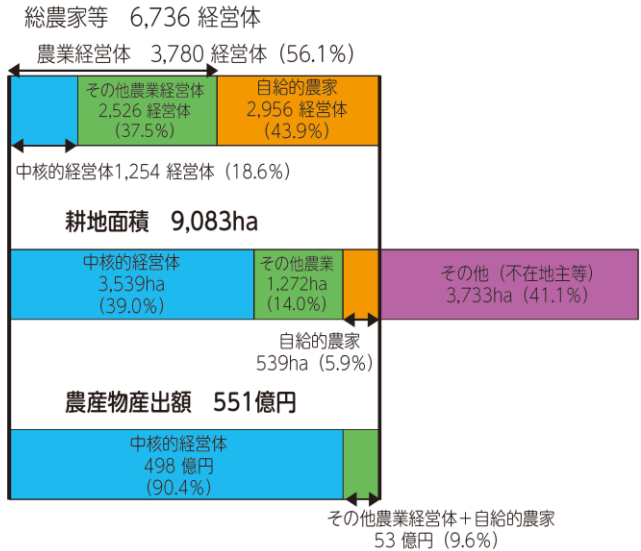 総農家等　6,736 経営体
農業経営体　3,780 経営体（56.1％）
その他農業経営体
2,526 経営体
（37.5％）
自給的農家
2,956 経営体
（43.9％）
中核的経営体1,254 経営体（18.6％）
耕地面積　9,083ha
中核的経営体
3,539ha
（39.0％）
その他農業
1,272ha
（14.0％）
その他（不在地主等）
3,733ha（41.1％）
自給的農家
539ha（5.9％）
農産物産出額　551億円
中核的経営体
498 億円
（90.4％）
その他農業経営体＋自給的農家
53 億円（9.6％）